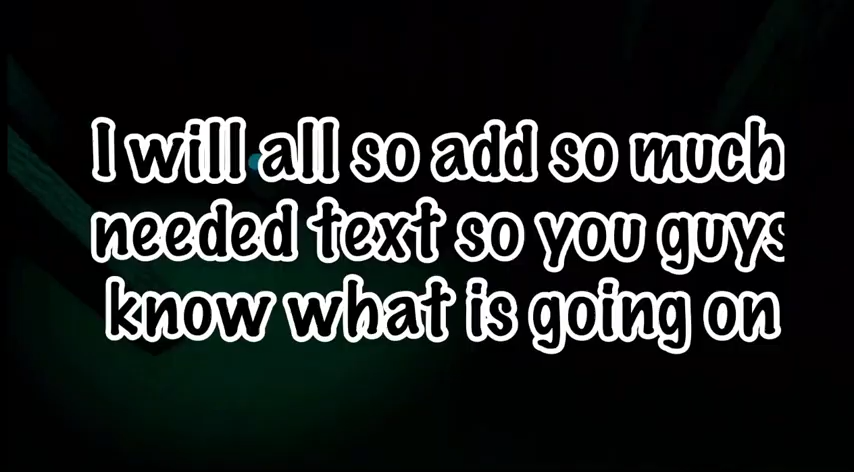 I will all so add so much
needed text so you guys
know what is going on